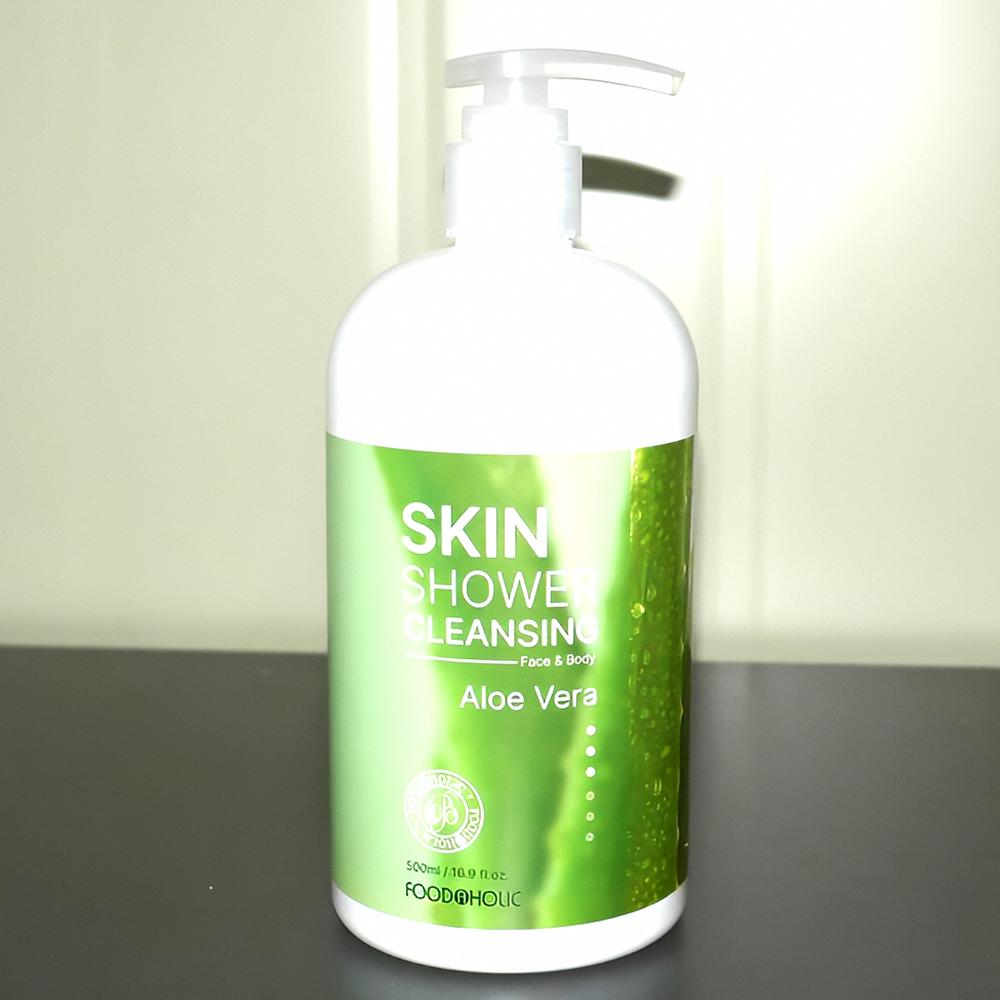 SKIN
SHOWER
CLEANSING
Face & Body
Aloe Vera
500ml / 16.9 fl.oz.
FOODAHOLIC